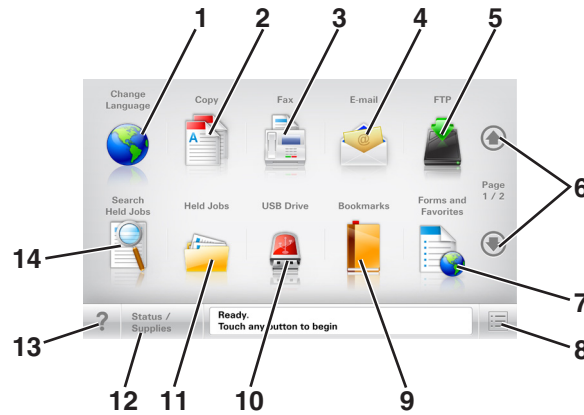 1 2 3 4 5
Change
Language
Copy
Fax
E-mail
FTP
A
@
6
Page
1 / 2
Search
Held Jobs
Held Jobs
USB Drive
Bookmarks
Forms and
Favorites
14
7
?
Status /
Supplies
Ready.
Touch any button to begin
13
12
11
10
9
8